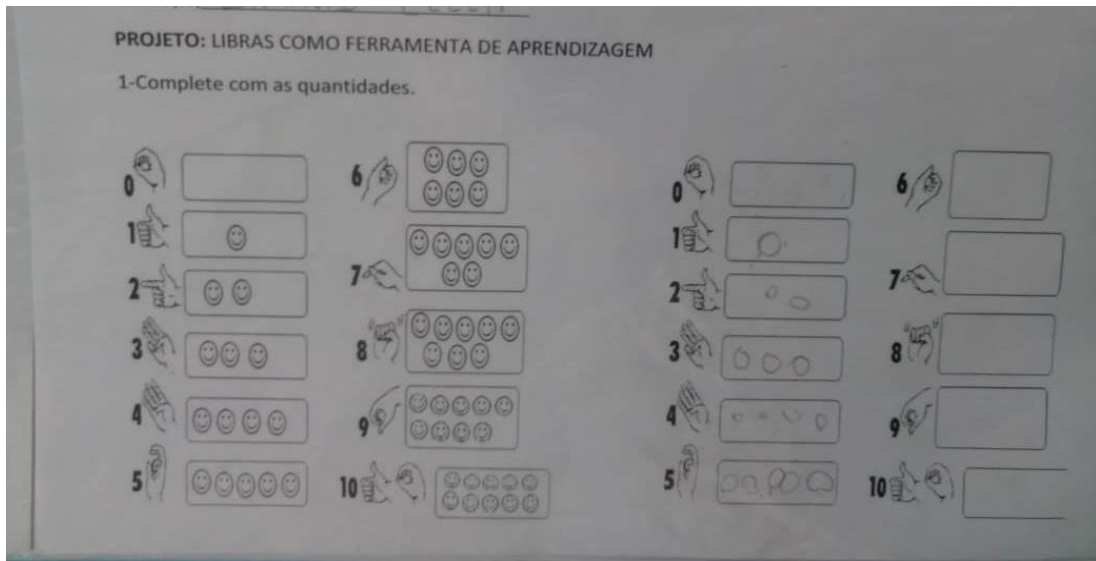 PROJETO: LIBRAS COMO FERRAMENTA DE APRENDIZAGEM
1-Complete com as quantidades.
0 6 0 6
1 7 1 7
2 8 2 8
3 9 3 9
4 10 4 10
5 5